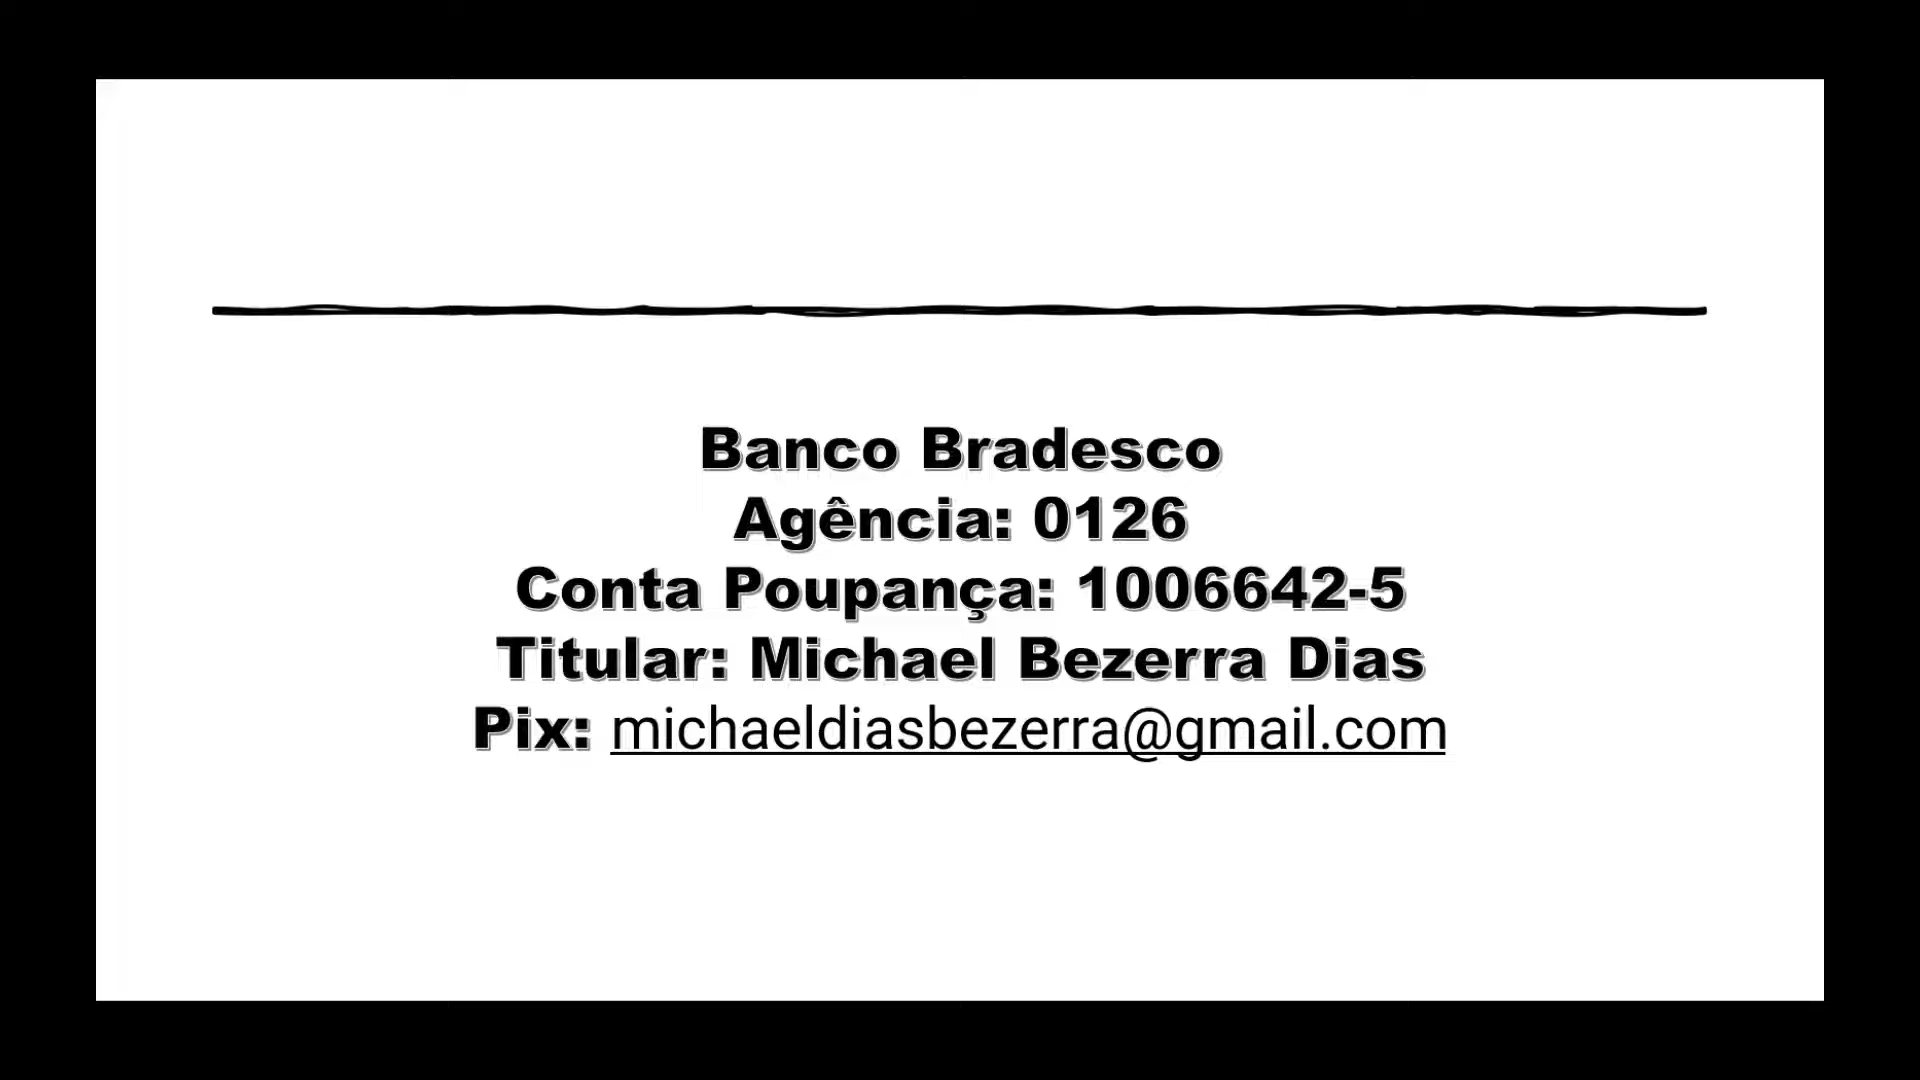 Banco Bradesco
Agência: 0126
Conta Poupança: 1006642-5
Titular: Michael Bezerra Dias
Pix: michaeldiasbezerra@gmail.com